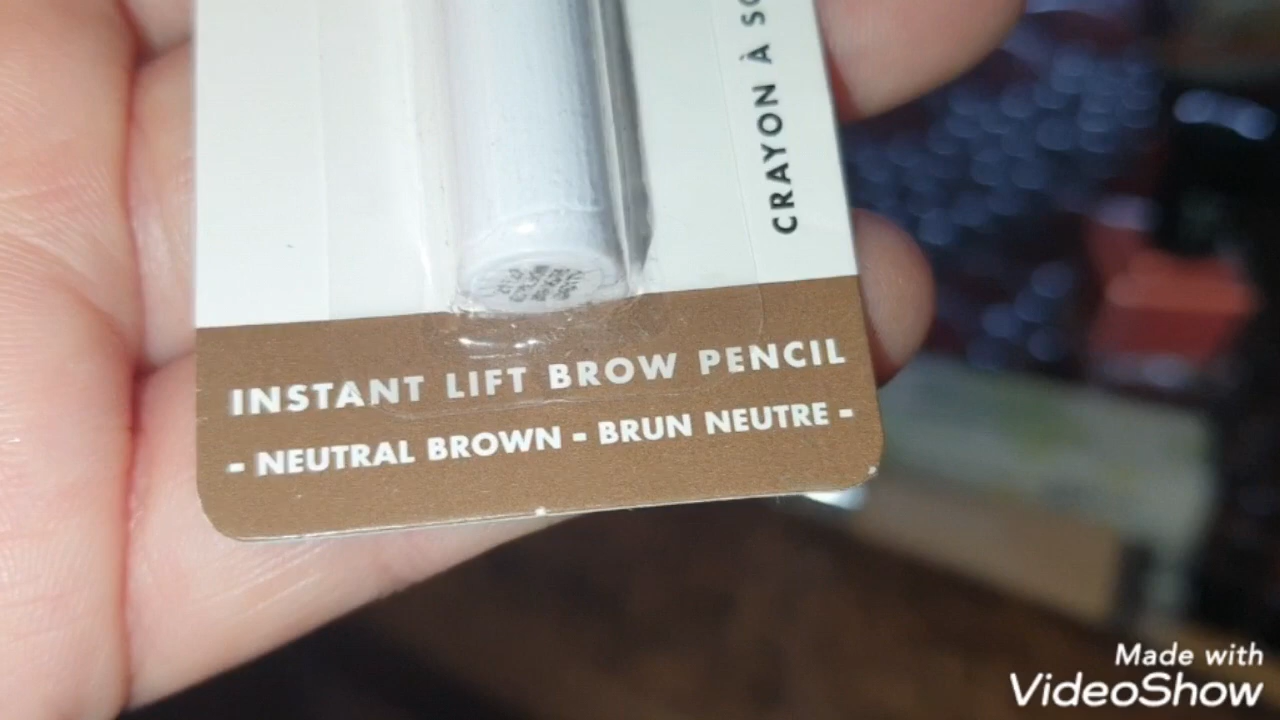 CRAYON À
INSTANT LIFT BROW PENCIL
- NEUTRAL BROWN - BRUN NEUTRE -
Made with
VideoShow